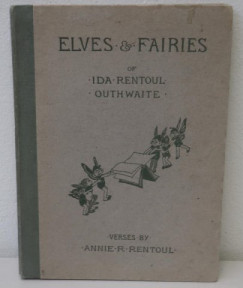 ELVES & FAIRIES
OF
·IDA·RENTOUL
·OUTHWAITE·
VERSES BY
·ANNIE·R·RENTOUL·